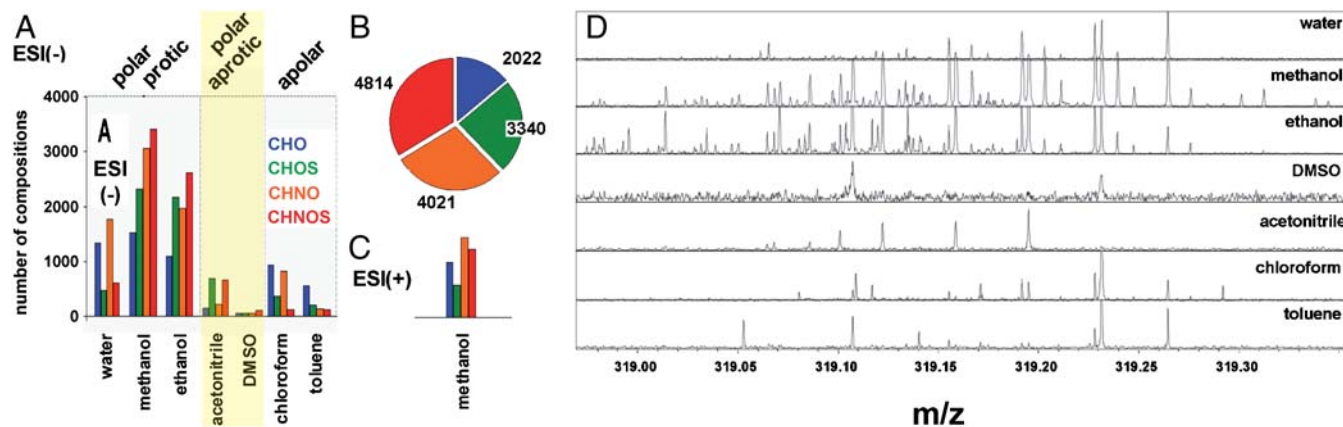 A
ESI(-)
polar
protic
polar
aprotic
apolar
4000
3000
2000
1000
0
number of compositions
A
ESI
(-)
CHO
CHOS
CHNO
CHNOS
water
methanol
ethanol
acetonitrile
DMSO
chloroform
toluene
B
2022
3340
4021
4814
C
ESI(+)
methanol
D
water
methanol
ethanol
DMSO
acetonitrile
chloroform
toluene
319.00 319.05 319.10 319.15 319.20 319.25 319.30
m/z